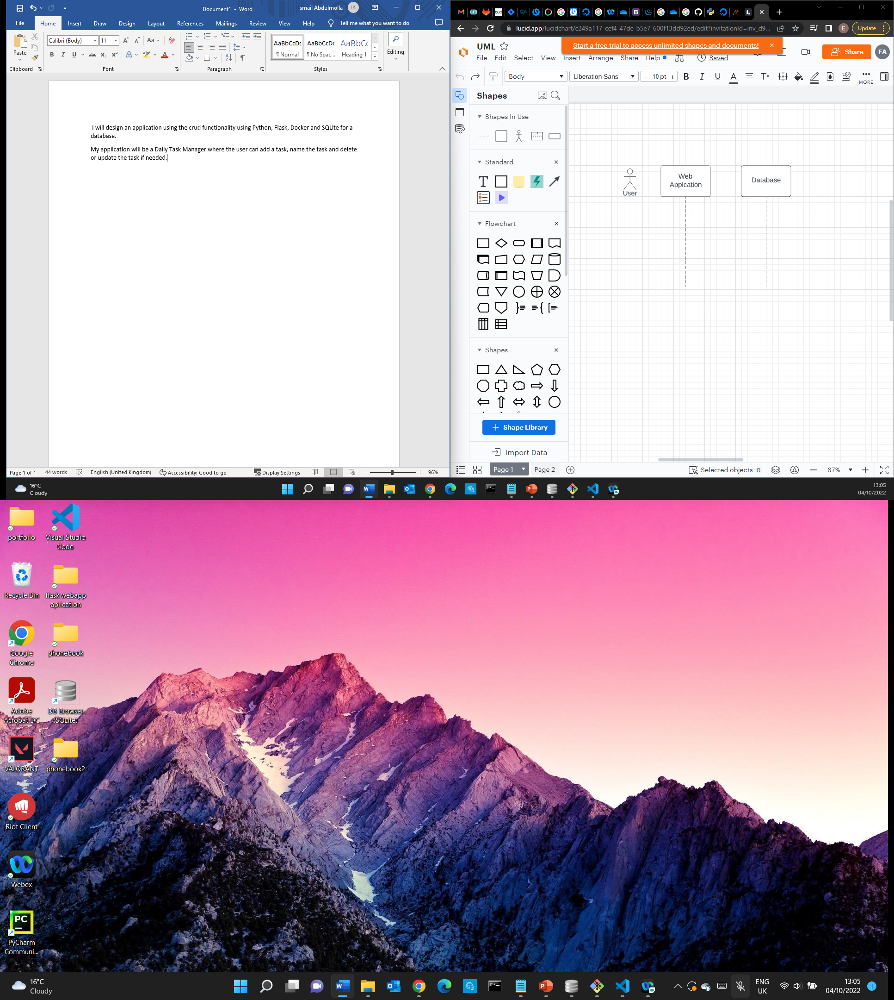 Document1 - Word
Ismail Abdulmolla
IA
File Home Insert Draw Design Layout References Mailings Review View Help Tell me what you want to do
Paste
Calibri (Body) 11
Aa
B I U abc x₂ x² A A
AaBbCcDc AaBbCcDc AaBbCc
¶ Normal ¶ No Spac... Heading 1
Editing
Clipboard Font Paragraph Styles
I will design an application using the crud functionality using Python, Flask, Docker and SQLite for a
database.
My application will be a Daily Task Manager where the user can add a task, name the task and delete
or update the task if needed.
Page 1 of 1 44 words English (United Kingdom) Accessibility: Good to go Display Settings 96%
lucid.app/lucidchart/c249a117-cef4-47de-b5e7-600f13dd92ed/edit?invitationId=inv_d9...
E
Update
UML
Start a free trial to access unlimited shapes and documents!
File Edit Select View Insert Arrange Share Help Saved
Share
EA
Body Liberation Sans 10 pt B I U A T
MORE
Shapes
Shapes In Use
Standard
T
Flowchart
Shapes
Shape Library
Import Data
User
Web
Applcation
Database
Page 1 Page 2 Selected objects 0 67%
16°C
Cloudy
13:05
04/10/2022
portfolio
Visual Studio
Code
Recycle Bin
flask webapp
aplication
Google
Chrome
phonebook
Adobe
Acrobat DC
DB Browser
(SQLite)
VALORANT
phonebook2
Riot Client
Webex
PC
PyCharm
Communi...
16°C
Cloudy
ENG
UK
13:05
04/10/2022
1